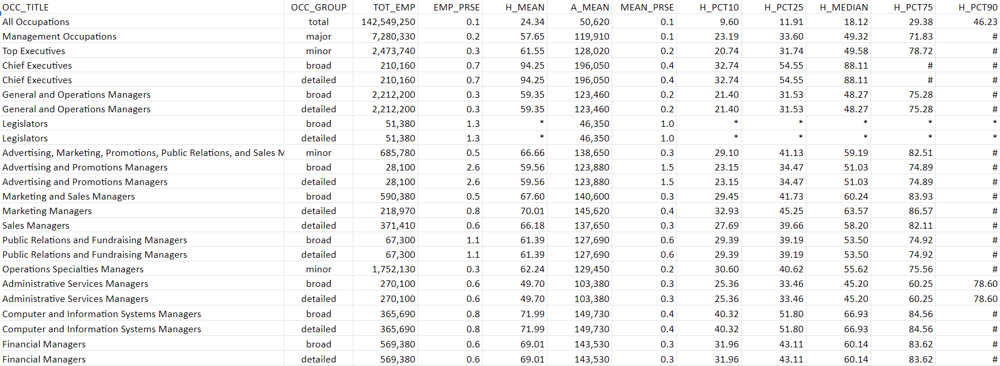 OCC_TITLE OCC_GROUP TOT_EMP EMP_PRSE H_MEAN A_MEAN MEAN_PRSE H_PCT10 H_PCT25 H_MEDIAN H_PCT75 H_PCT90
All Occupations total 142,549,250 0.1 24.34 50,620 0.1 9.60 11.91 18.12 29.38 46.23
Management Occupations major 7,280,330 0.2 57.65 119,910 0.1 23.19 33.60 49.32 71.83 #
Top Executives minor 2,473,740 0.3 61.55 128,020 0.2 20.74 31.74 49.58 78.72 #
Chief Executives broad 210,160 0.7 94.25 196,050 0.4 32.74 54.55 88.11 # #
Chief Executives detailed 210,160 0.7 94.25 196,050 0.4 32.74 54.55 88.11 # #
General and Operations Managers broad 2,212,200 0.3 59.35 123,460 0.2 21.40 31.53 48.27 75.28 #
General and Operations Managers detailed 2,212,200 0.3 59.35 123,460 0.2 21.40 31.53 48.27 75.28 #
Legislators broad 51,380 1.3 * 46,350 1.0 * * * * *
Legislators detailed 51,380 1.3 * 46,350 1.0 * * * * *
Advertising, Marketing, Promotions, Public Relations, and Sales M minor 685,780 0.5 66.66 138,650 0.3 29.10 41.13 59.19 82.51 #
Advertising and Promotions Managers broad 28,100 2.6 59.56 123,880 1.5 23.15 34.47 51.03 74.89 #
Advertising and Promotions Managers detailed 28,100 2.6 59.56 123,880 1.5 23.15 34.47 51.03 74.89 #
Marketing and Sales Managers broad 590,380 0.5 67.60 140,600 0.3 29.45 41.73 60.24 83.93 #
Marketing Managers detailed 218,970 0.8 70.01 145,620 0.4 32.93 45.25 63.57 86.57 #
Sales Managers detailed 371,410 0.6 66.18 137,650 0.3 27.69 39.66 58.20 82.11 #
Public Relations and Fundraising Managers broad 67,300 1.1 61.39 127,690 0.6 29.39 39.19 53.50 74.92 #
Public Relations and Fundraising Managers detailed 67,300 1.1 61.39 127,690 0.6 29.39 39.19 53.50 74.92 #
Operations Specialties Managers minor 1,752,130 0.3 62.24 129,450 0.2 30.60 40.62 55.62 75.56 #
Administrative Services Managers broad 270,100 0.6 49.70 103,380 0.3 25.36 33.46 45.20 60.25 78.60
Administrative Services Managers detailed 270,100 0.6 49.70 103,380 0.3 25.36 33.46 45.20 60.25 78.60
Computer and Information Systems Managers broad 365,690 0.8 71.99 149,730 0.4 40.32 51.80 66.93 84.56 #
Computer and Information Systems Managers detailed 365,690 0.8 71.99 149,730 0.4 40.32 51.80 66.93 84.56 #
Financial Managers broad 569,380 0.6 69.01 143,530 0.3 31.96 43.11 60.14 83.62 #
Financial Managers detailed 569,380 0.6 69.01 143,530 0.3 31.96 43.11 60.14 83.62 #